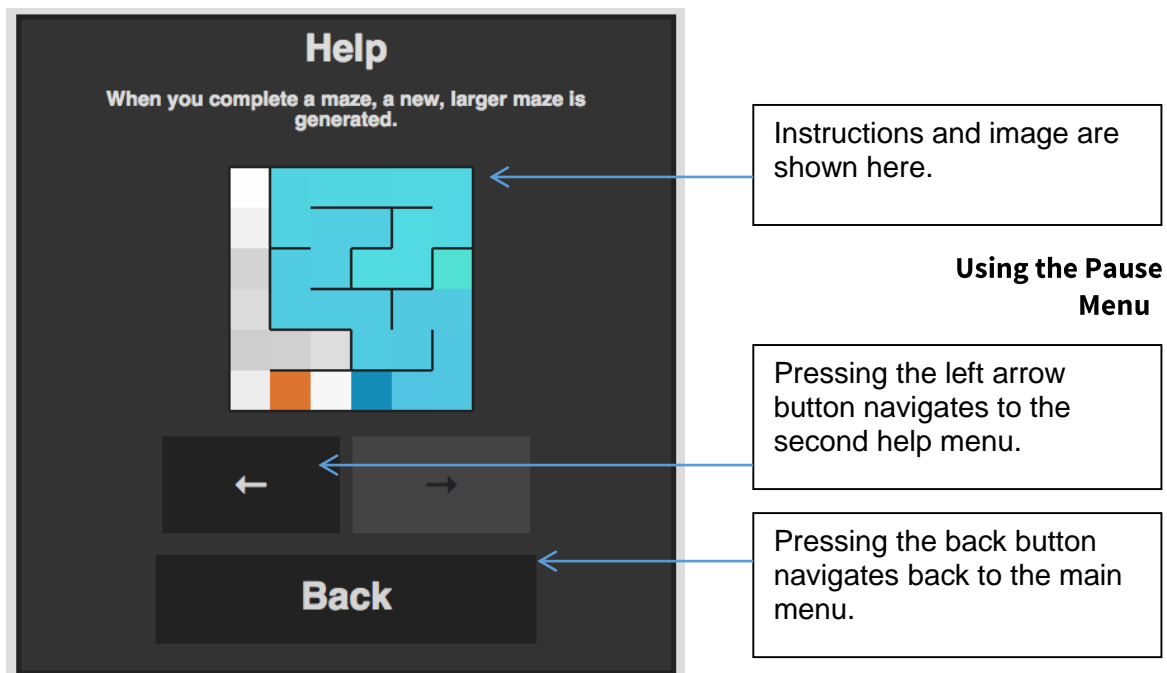 Help
When you complete a maze, a new, larger maze is
generated.
←
→
Back
Instructions and image are
shown here.
Using the Pause
Menu
Pressing the left arrow
button navigates to the
second help menu.
Pressing the back button
navigates back to the main
menu.